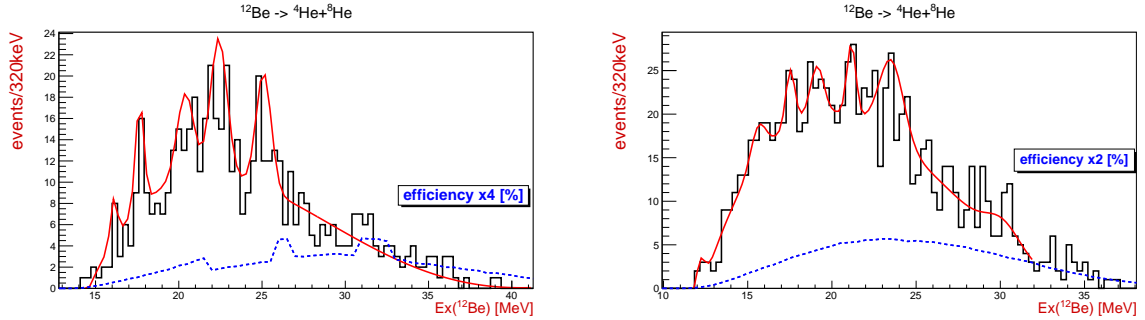 ¹²Be -> ⁴He+⁸He
events/320keV
24
22
20
18
16
14
12
10
8
6
4
2
0
efficiency x4 [%]
15 20 25 30 35 40
Ex(¹²Be) [MeV]
¹²Be -> ⁴He+⁸He
events/320keV
25
20
15
10
5
0
efficiency x2 [%]
10 15 20 25 30 35
Ex(¹²Be) [MeV]